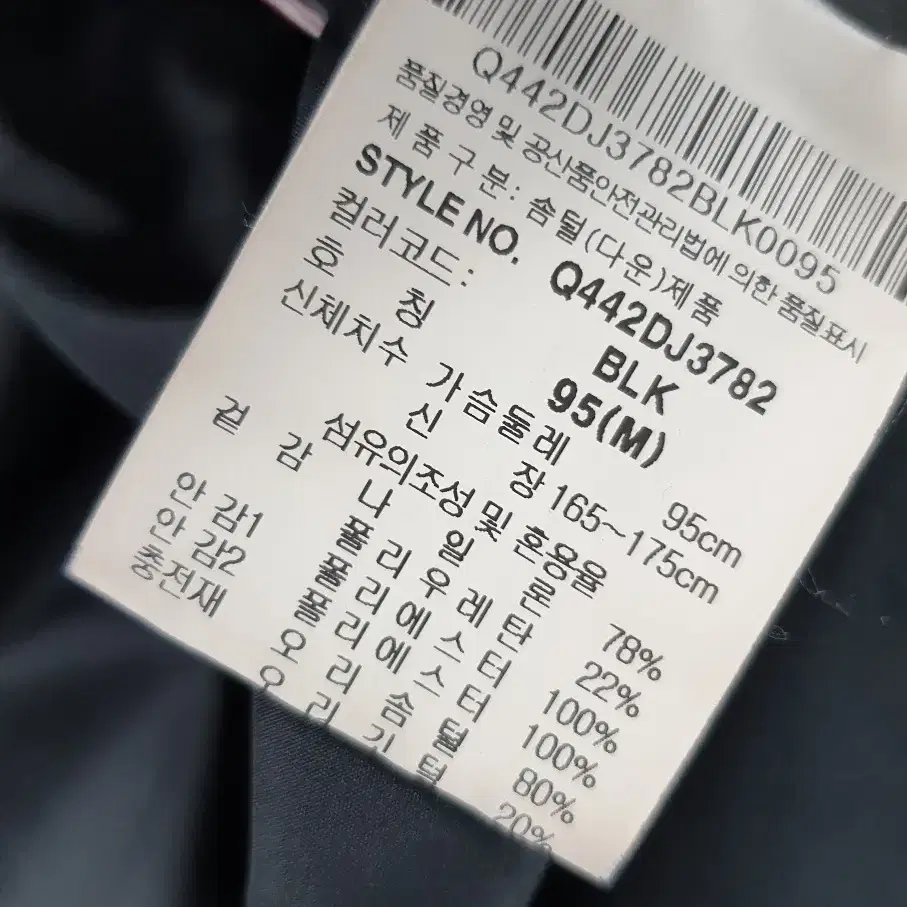 Q442DJ3782BLK0095
품질경영 및 공산품안전관리법에 의한 품질표시
제 품 구 분 : 솜 털 (다 운) 제 품
STYLE NO. Q442DJ3782
컬러코드 : BLK
호 칭 95(M)
신체치수 가슴둘레 95cm
신 장 165~175cm
섬유의조성 및 혼용율
겉 감 나 일 론 78%
폴 리 우 레 탄 22%
안 감1 폴 리 에 스 터 100%
안 감2 폴 리 에 스 터 100%
충전재 오 리 솜 털 80%
오 리 깃 털 20%